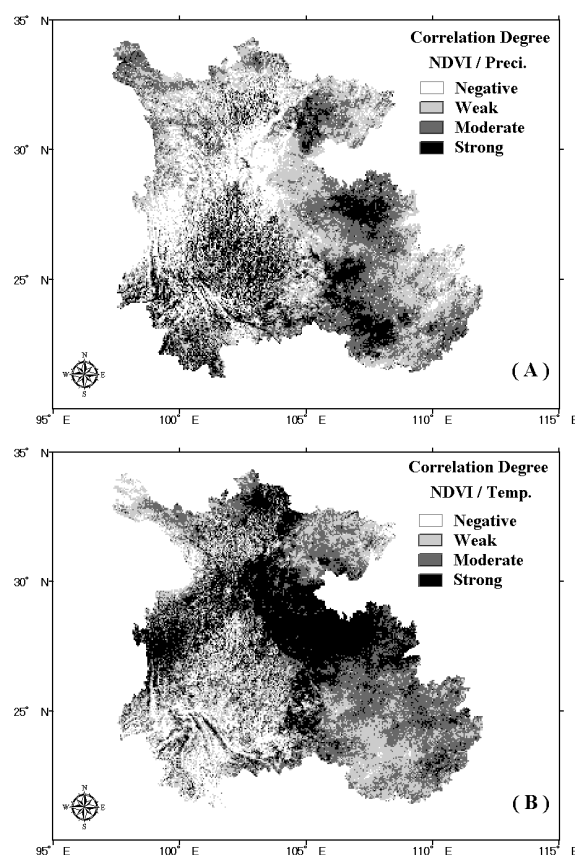 35° N
Correlation Degree
NDVI / Preci.
Negative
Weak
Moderate
Strong
30° N
25° N
N
W E
S
( A )
95° E 100° E 105° E 110° E 115° E
35° N
Correlation Degree
NDVI / Temp.
Negative
Weak
Moderate
Strong
30° N
25° N
N
W E
S
( B )
95° E 100° E 105° E 110° E 115° E